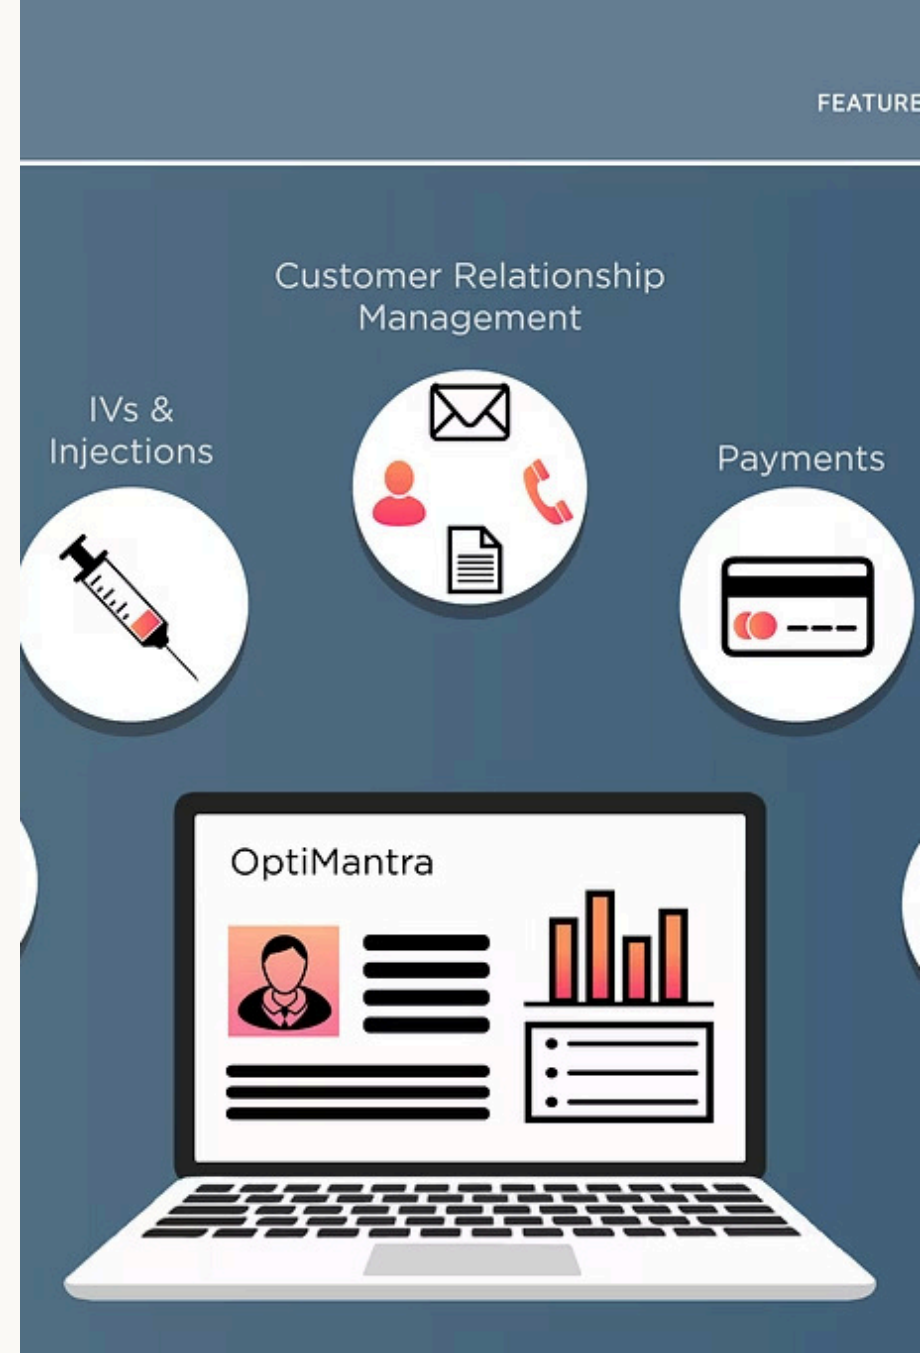 FEATURE
Customer Relationship
Management
IVs &
Injections
Payments
OptiMantra